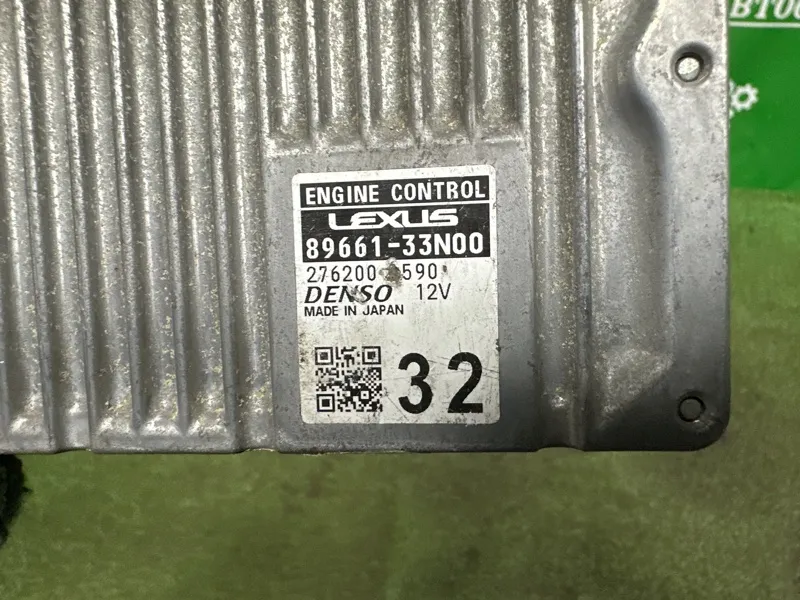 ENGINE CONTROL
LEXUS
89661-33N00
276200 590
DENSO 12V
MADE IN JAPAN
32